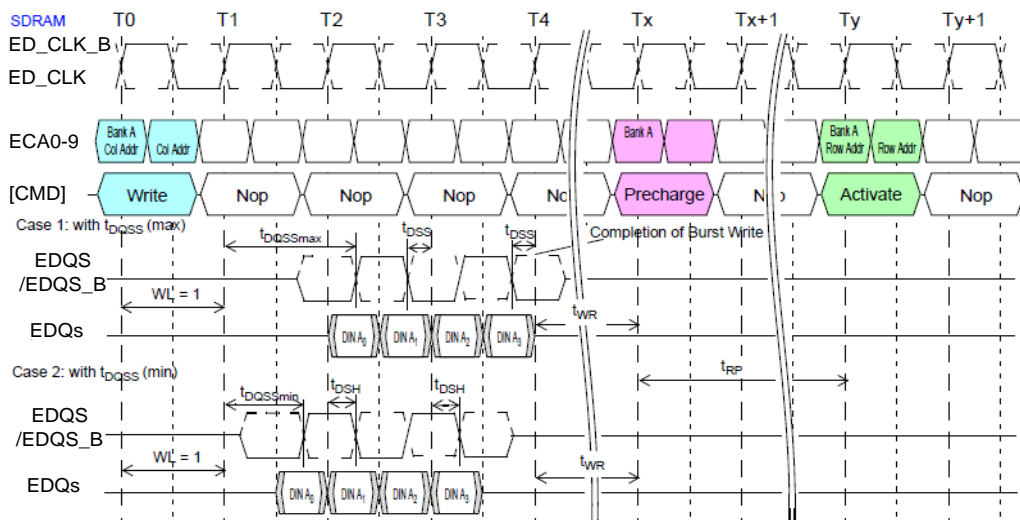 SDRAM T0 T1 T2 T3 T4 Tx Tx+1 Ty Ty+1
ED_CLK_B
ED_CLK
ECA0-9 Bank A Col Addr Col Addr Bank A Bank A Row Addr Row Addr
[CMD] Write Nop Nop Nop Nop Precharge Nop Activate Nop
Case 1: with tDQSS (max)
tDQSSmax tDSS tDSS Completion of Burst Write
EDQS
/EDQS_B
WL = 1
tWR
EDQs DIN A0 DIN A1 DIN A2 DIN A3
Case 2: with tDQSS (min)
tRP
tDQSSmin tDSH tDSH
EDQS
/EDQS_B
WL = 1
tWR
EDQs DIN A0 DIN A1 DIN A2 DIN A3